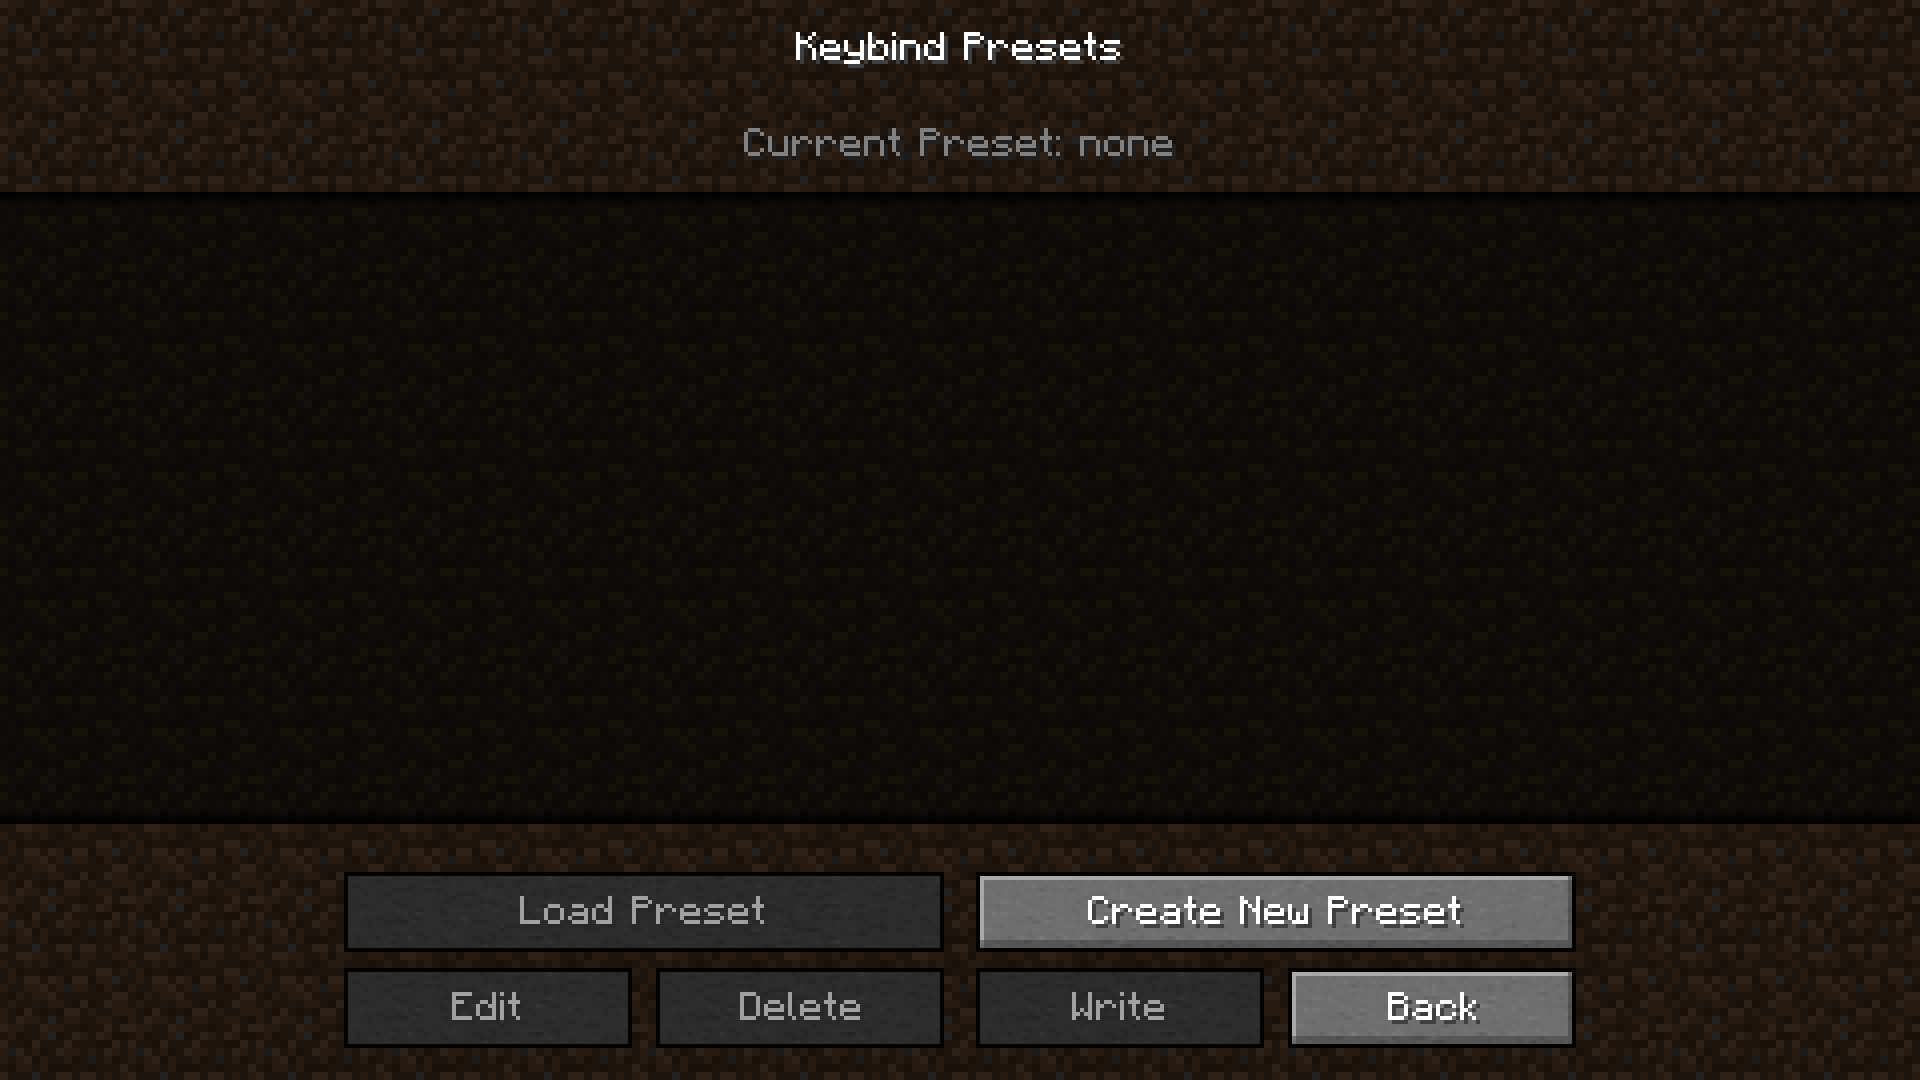 Keybind Presets
Current Preset: none
Load Preset
Create New Preset
Edit
Delete
Write
Back